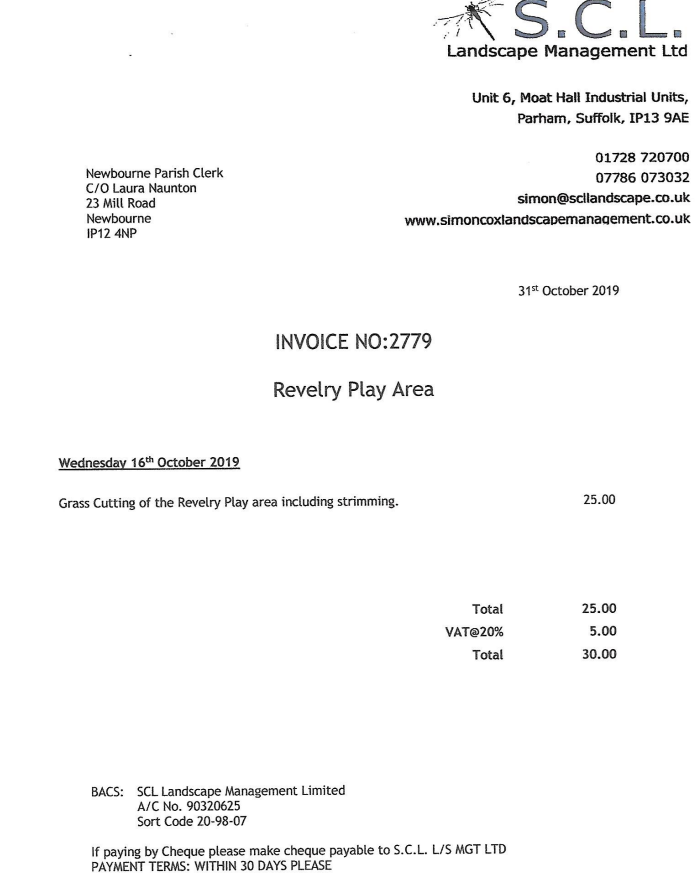 S.C.L.
Landscape Management Ltd
Unit 6, Moat Hall Industrial Units,
Parham, Suffolk, IP13 9AE
01728 720700
07786 073032
simon@scllandscape.co.uk
www.simoncoxlandscapemanagement.co.uk
Newbourne Parish Clerk
C/O Laura Naunton
23 Mill Road
Newbourne
IP12 4NP
31st October 2019
INVOICE NO:2779
Revelry Play Area
Wednesday 16th October 2019
Grass Cutting of the Revelry Play area including strimming. 25.00
Total 25.00
VAT@20% 5.00
Total 30.00
BACS: SCL Landscape Management Limited
A/C No. 90320625
Sort Code 20-98-07
If paying by Cheque please make cheque payable to S.C.L. L/S MGT LTD
PAYMENT TERMS: WITHIN 30 DAYS PLEASE